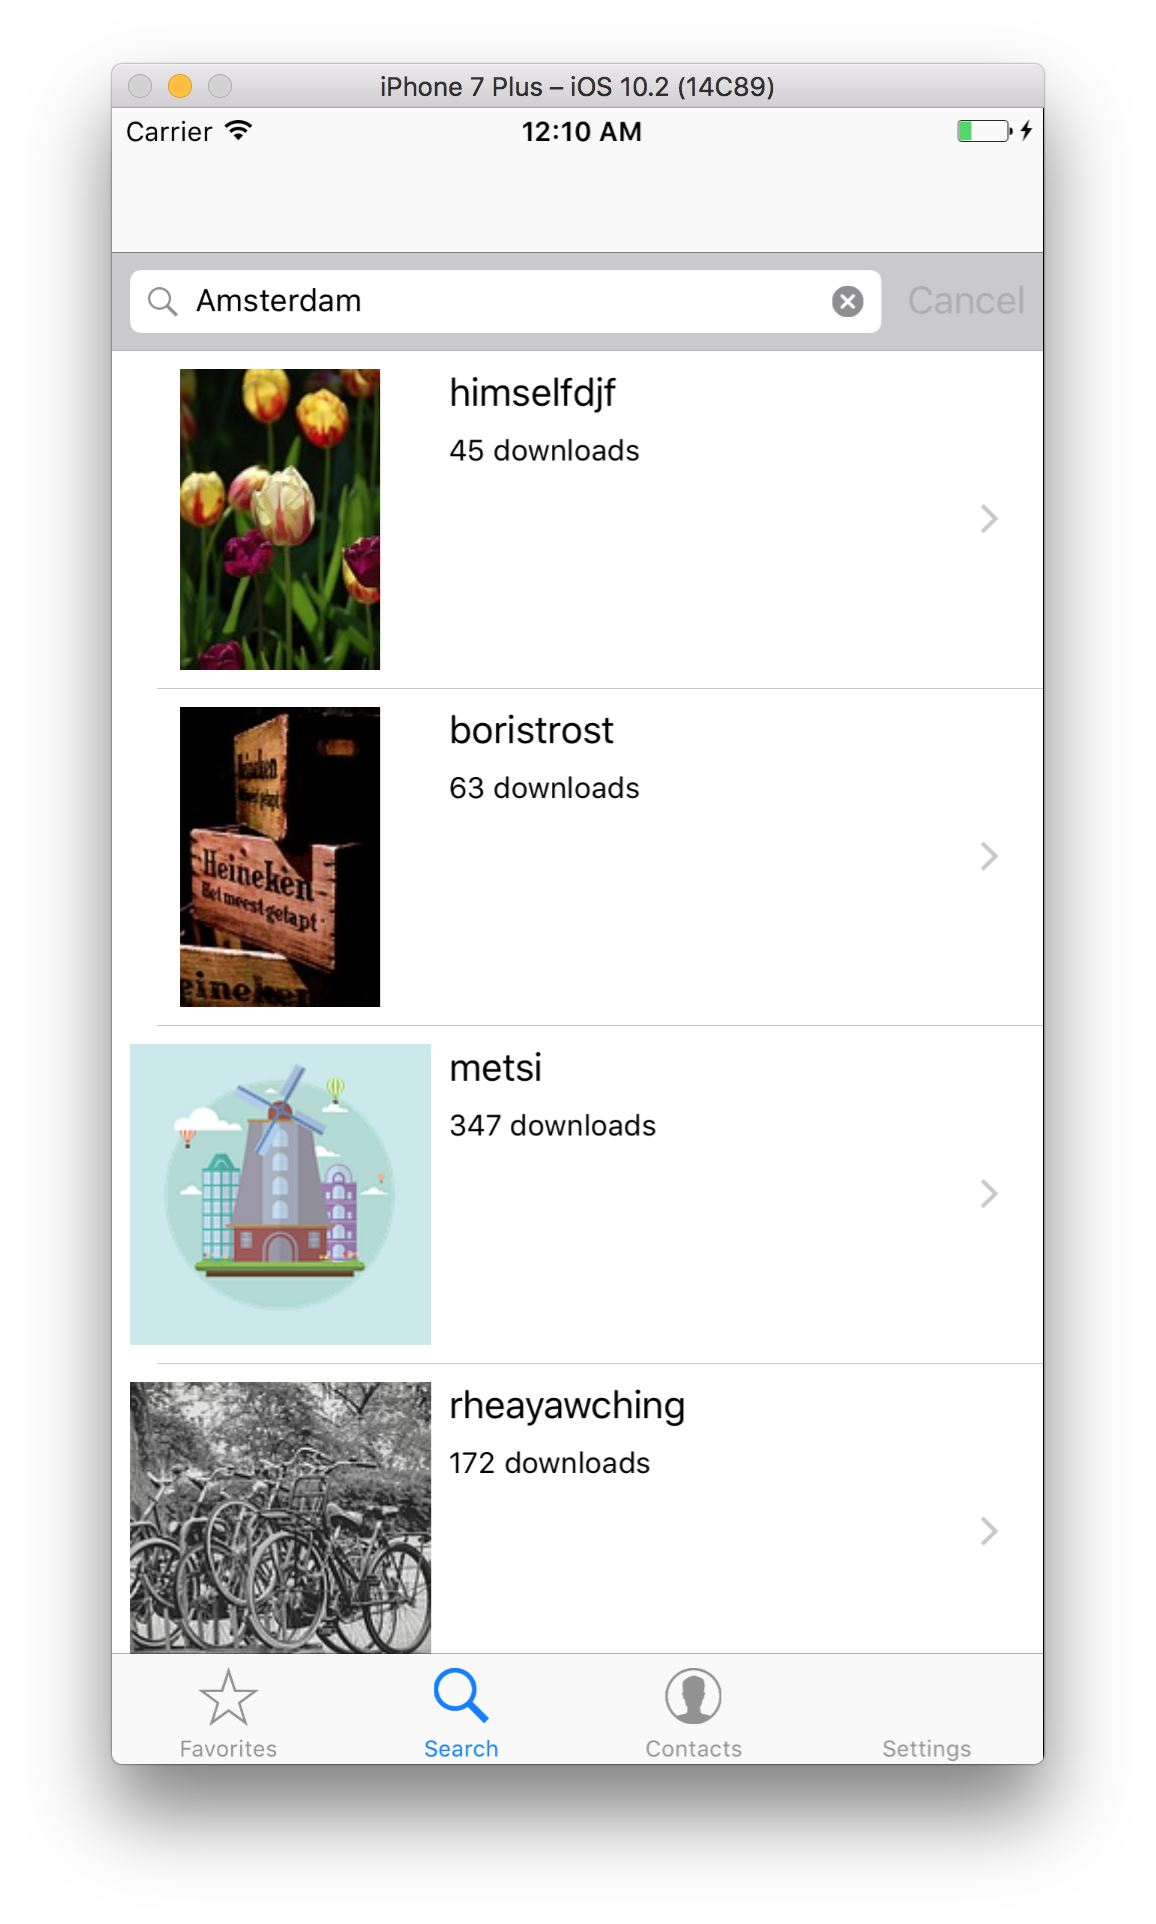 iPhone 7 Plus – iOS 10.2 (14C89)
Carrier
12:10 AM
Amsterdam
Cancel
himselfdjf
45 downloads
boristrost
63 downloads
Heineken
Heineken
Het meest getapt
eineken
metsi
347 downloads
rheayawching
172 downloads
Favorites
Search
Contacts
Settings